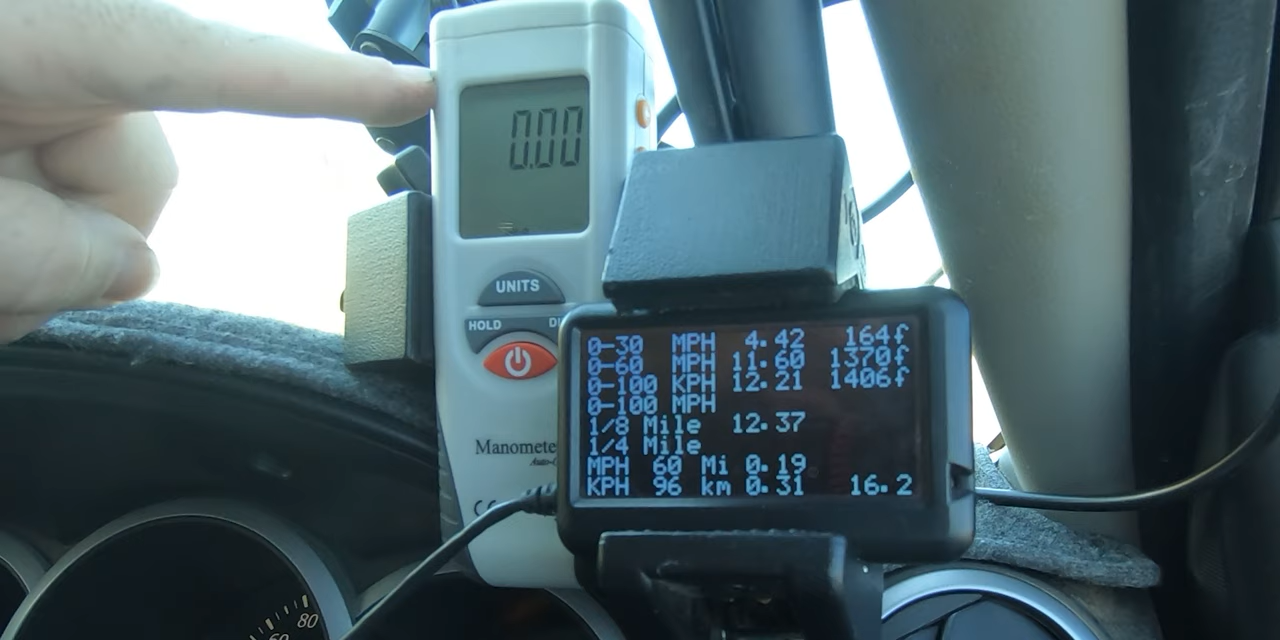 0.00
UNITS
HOLD
Manomete
0-30 MPH 4.42 164f
0-60 MPH 11.60 1370f
0-100 KPH 12.21 1406f
0-100 MPH
1/8 Mile 12.37
1/4 Mile
MPH 60 Mi 0.19
KPH 96 km 0.31 16.2
80
60